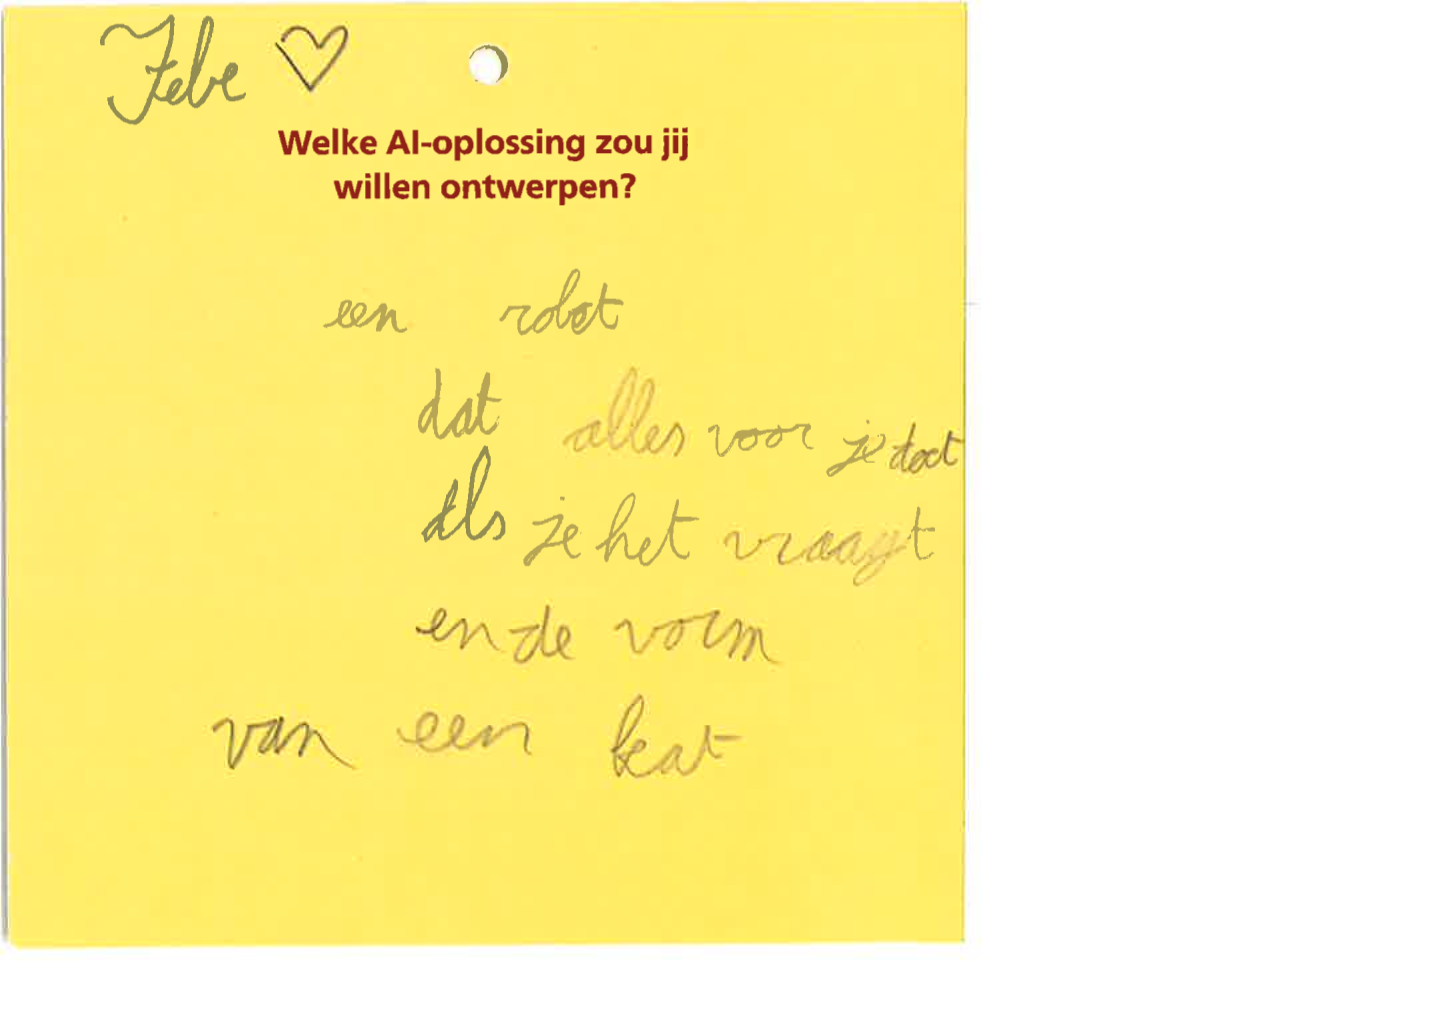 Febe ♡
Welke AI-oplossing zou jij
willen ontwerpen?
een robot
dat alles voor je doet
als je het vraagt
en de vorm
van een kat